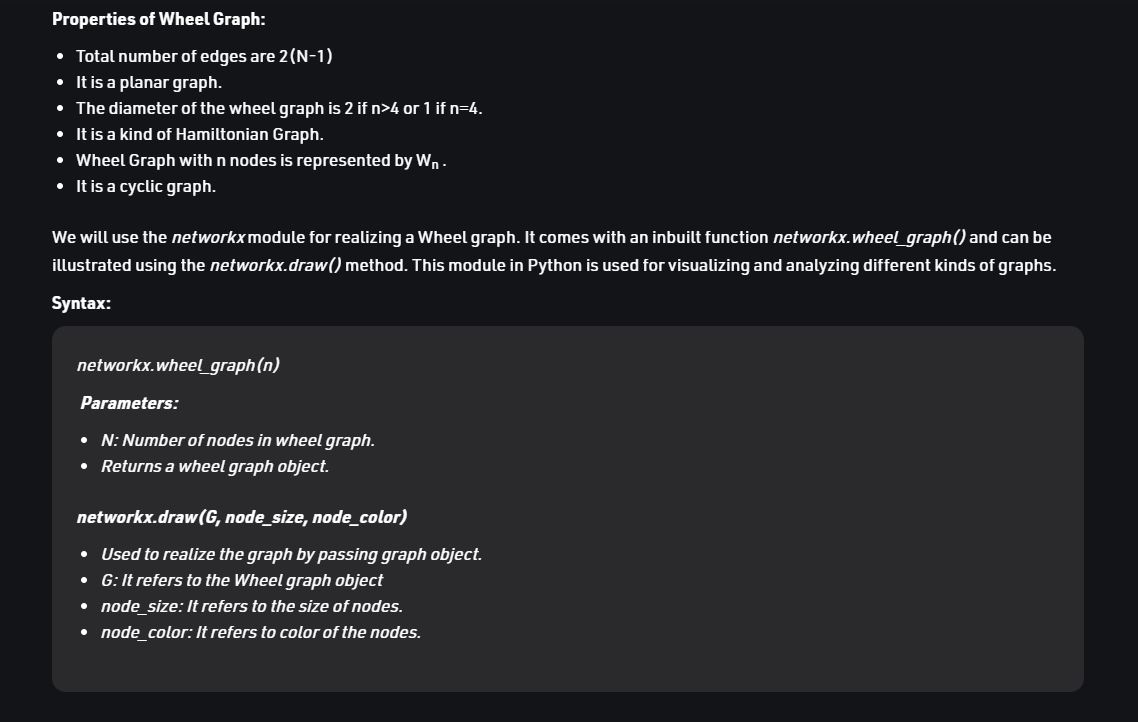 Properties of Wheel Graph:
• Total number of edges are 2(N-1)
• It is a planar graph.
• The diameter of the wheel graph is 2 if n>4 or 1 if n=4.
• It is a kind of Hamiltonian Graph.
• Wheel Graph with n nodes is represented by Wn .
• It is a cyclic graph.
We will use the networkx module for realizing a Wheel graph. It comes with an inbuilt function networkx.wheel_graph() and can be
illustrated using the networkx.draw() method. This module in Python is used for visualizing and analyzing different kinds of graphs.
Syntax:
networkx.wheel_graph(n)
Parameters:
• N: Number of nodes in wheel graph.
• Returns a wheel graph object.
networkx.draw(G, node_size, node_color)
• Used to realize the graph by passing graph object.
• G: It refers to the Wheel graph object
• node_size: It refers to the size of nodes.
• node_color: It refers to color of the nodes.